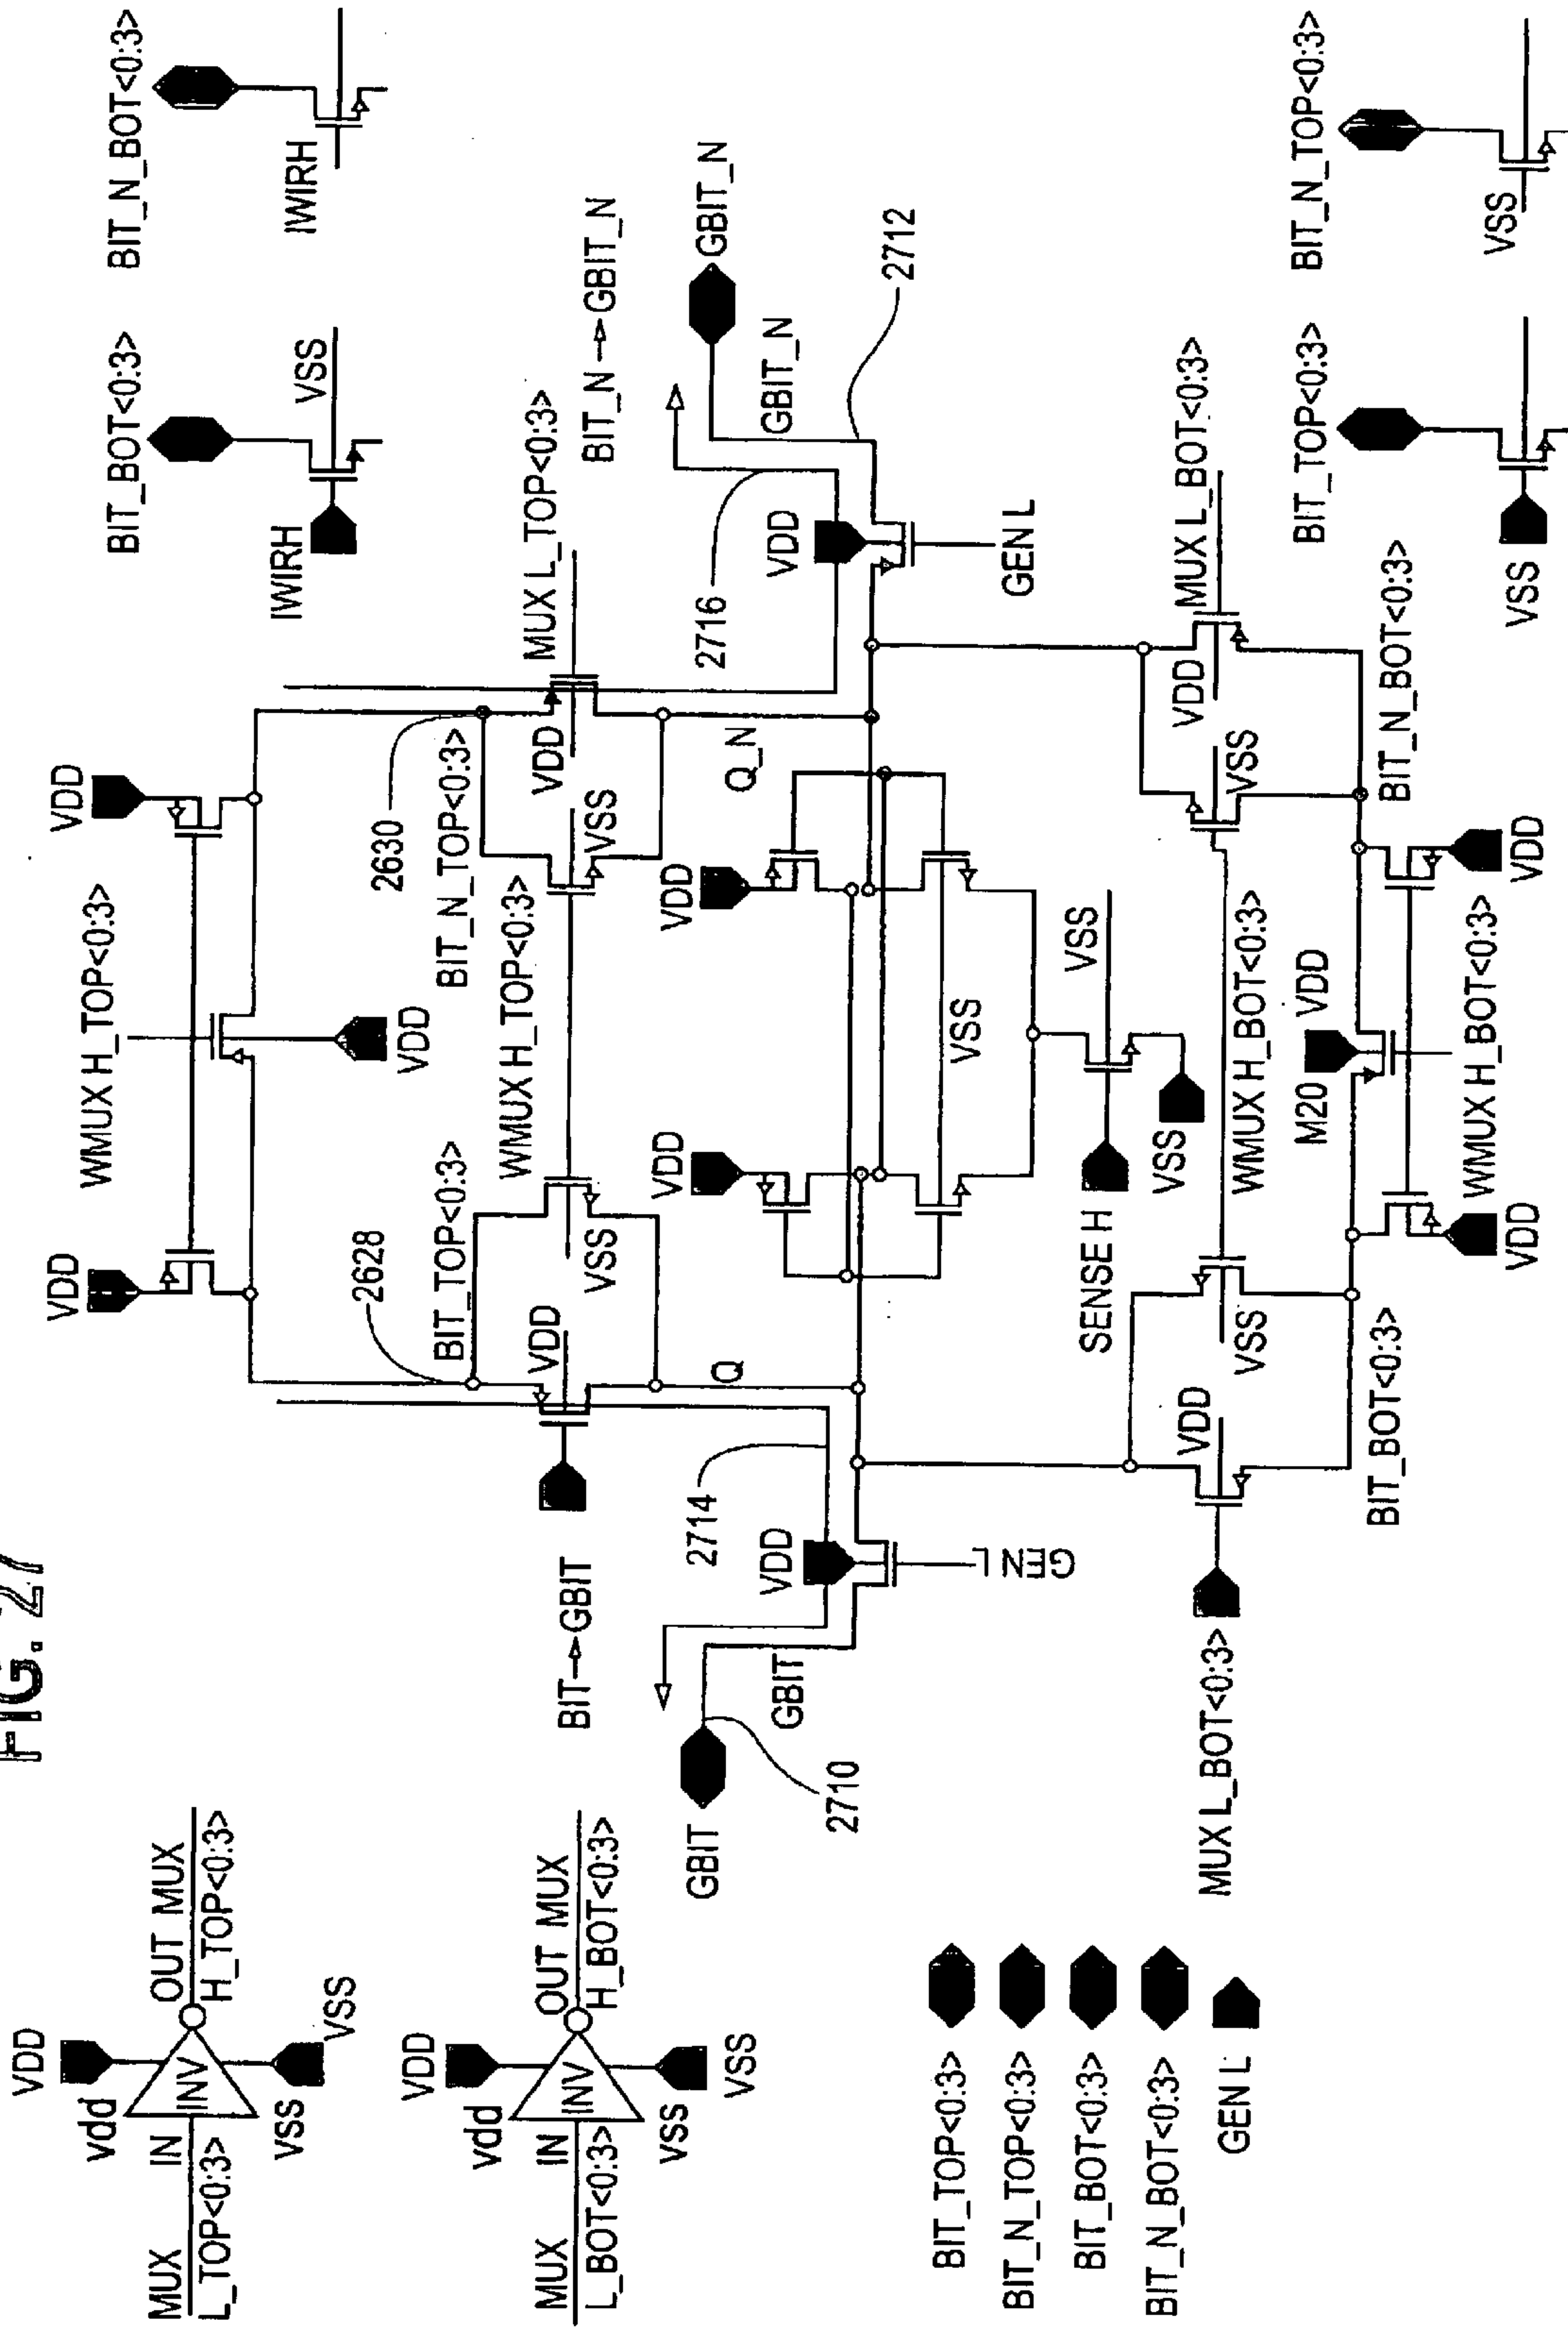 FIG. 27
VDD
vdd
MUX IN INV OUT MUX
L_TOP<0:3> H_TOP<0:3>
vss
VSS
VDD
vdd
MUX IN INV OUT MUX
L_BOT<0:3> H_BOT<0:3>
vss
VSS
BIT_TOP<0:3>
BIT_N_TOP<0:3>
BIT_BOT<0:3>
BIT_N_BOT<0:3>
GEN L
VDD
WMUX H_TOP<0:3>
VDD
VDD
2628
2630
BIT_TOP<0:3>
BIT_N_TOP<0:3>
WMUX H_TOP<0:3>
VDD
VSS
VSS
VDD
MUX L_TOP<0:3>
BIT→GBIT
BIT_N→GBIT_N
Q
Q_N
GBIT
GBIT
2710
2714
VDD
GEN L
VDD
VDD
VSS
SENSE H
VSS
VSS
2716
VDD
GEN L
GBIT_N
GBIT_N
2712
MUX L_BOT<0:3>
VDD
VSS
WMUX H_BOT<0:3>
VSS
VDD
MUX L_BOT<0:3>
BIT_BOT<0:3>
BIT_N_BOT<0:3>
M20
VDD
VDD
WMUX H_BOT<0:3>
VDD
BIT_BOT<0:3>
IWIRH
VSS
BIT_N_BOT<0:3>
IWIRH
BIT_TOP<0:3>
VSS
BIT_N_TOP<0:3>
VSS